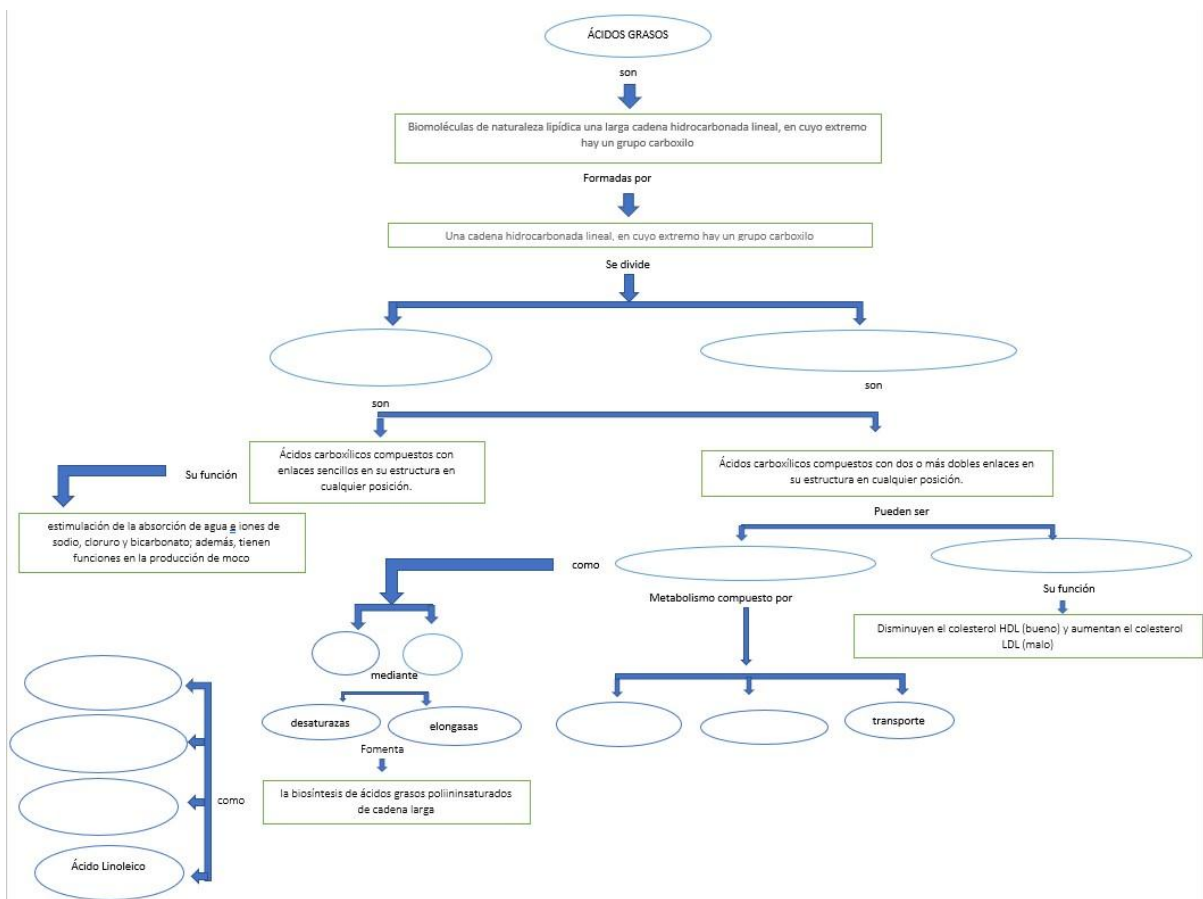 ÁCIDOS GRASOS
son
Biomoléculas de naturaleza lipídica una larga cadena hidrocarbonada lineal, en cuyo extremo
hay un grupo carboxilo
Formadas por
Una cadena hidrocarbonada lineal, en cuyo extremo hay un grupo carboxilo
Se divide
son
son
Su función
Ácidos carboxílicos compuestos con
enlaces sencillos en su estructura en
cualquier posición.
Ácidos carboxílicos compuestos con dos o más dobles enlaces en
su estructura en cualquier posición.
estimulación de la absorción de agua e iones de
sodio, cloruro y bicarbonato; además, tienen
funciones en la producción de moco
Pueden ser
como
Metabolismo compuesto por
Su función
Disminuyen el colesterol HDL (bueno) y aumentan el colesterol
LDL (malo)
mediante
desaturazas
elongasas
transporte
Fomenta
la biosíntesis de ácidos grasos poliininsaturados
de cadena larga
como
Ácido Linoleico